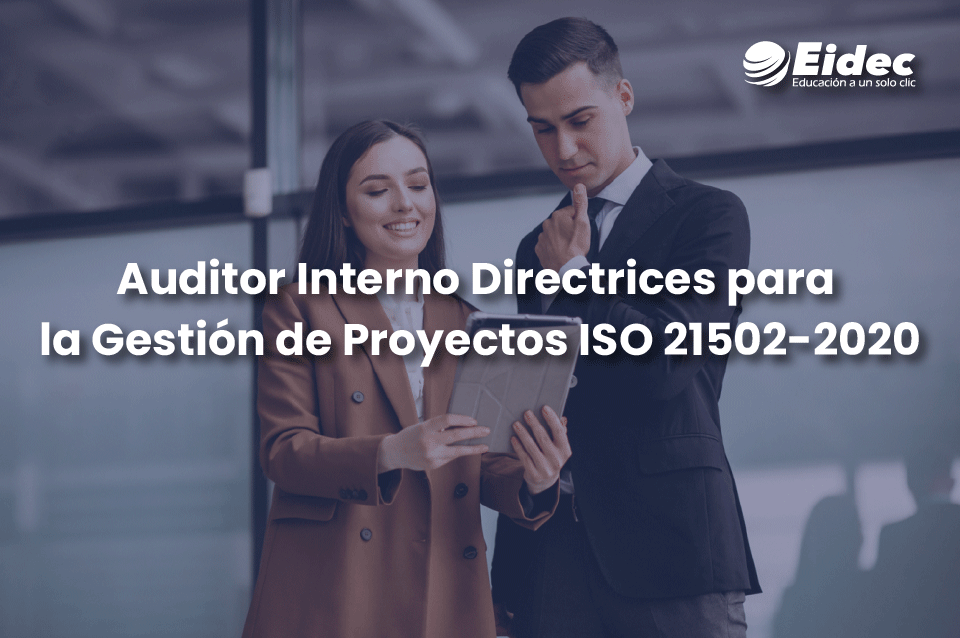 Eidec
Educación a un solo clic
Auditor Interno Directrices para
la Gestión de Proyectos ISO 21502-2020